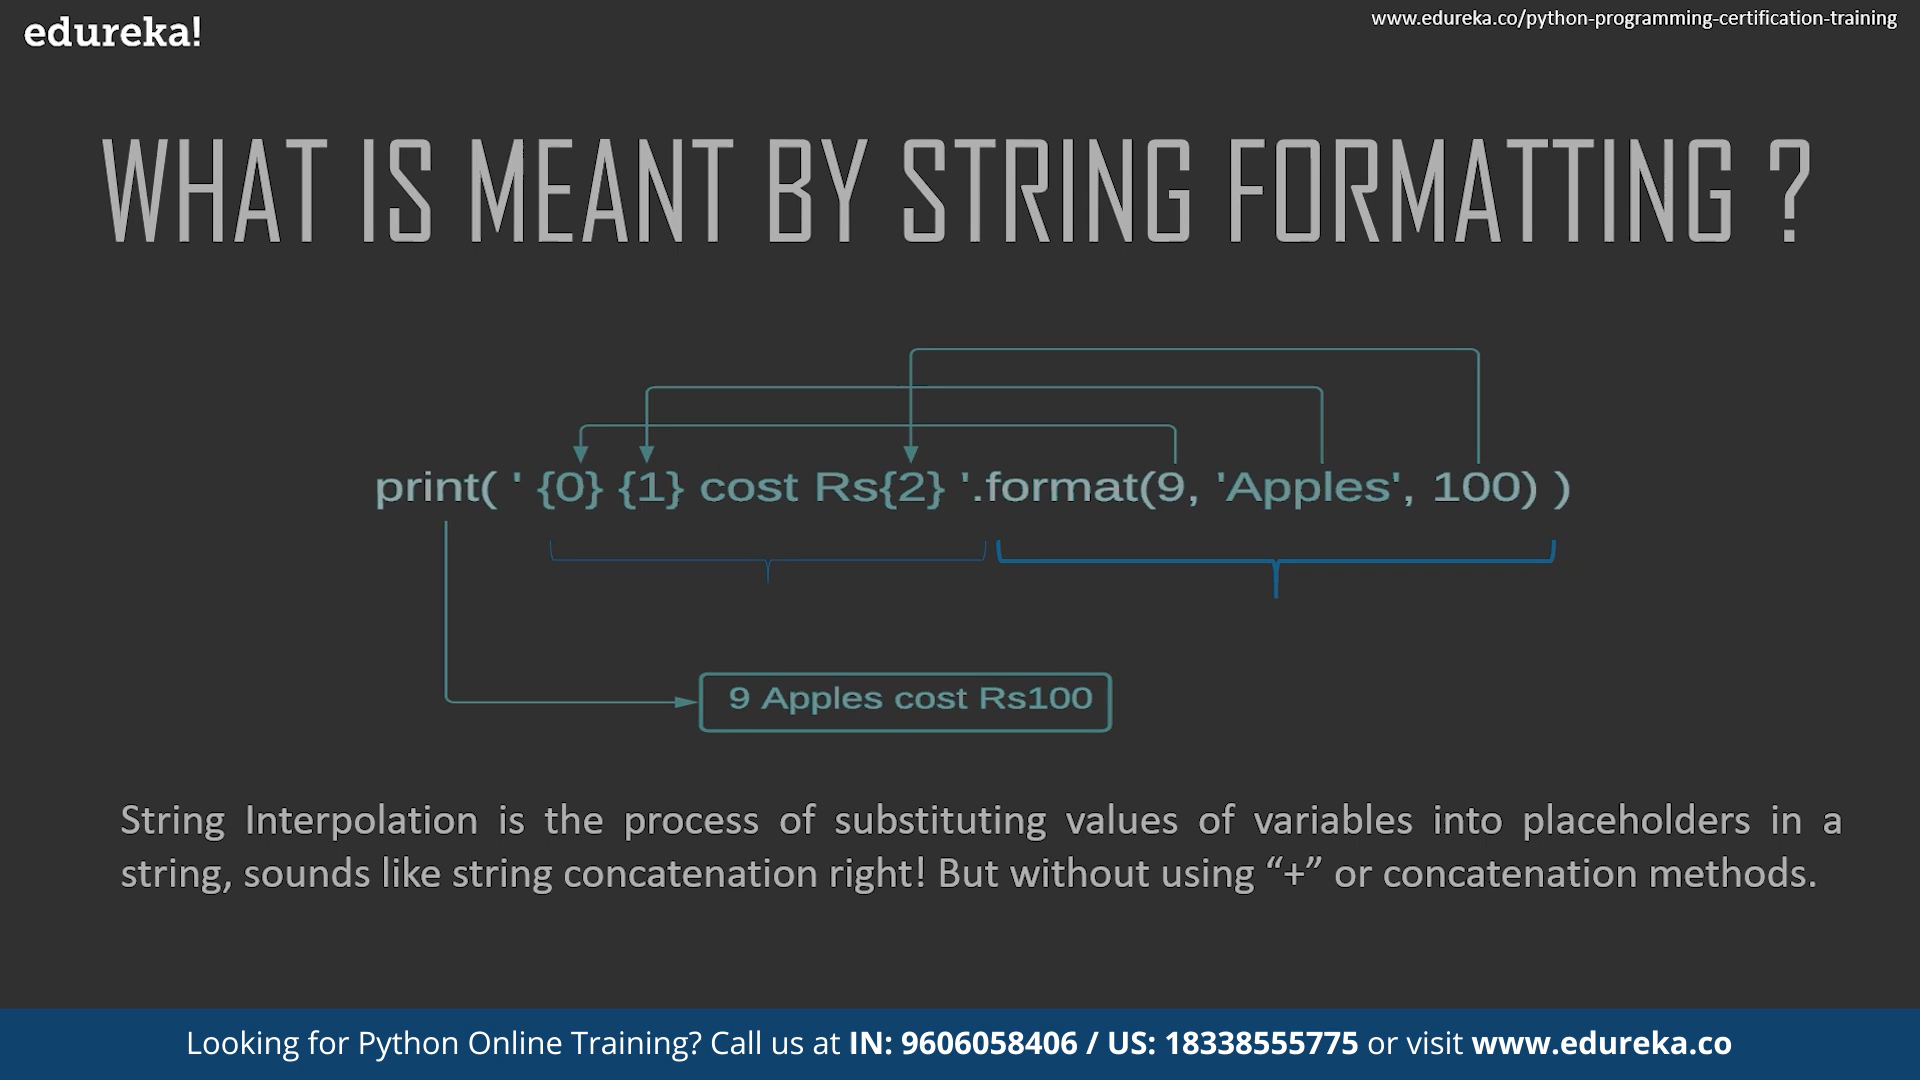 edureka!
www.edureka.co/python-programming-certification-training
WHAT IS MEANT BY STRING FORMATTING ?
print( ' {0} {1} cost Rs{2} '.format(9, 'Apples', 100) )
9 Apples cost Rs100
String Interpolation is the process of substituting values of variables into placeholders in a
string, sounds like string concatenation right! But without using “+” or concatenation methods.
Looking for Python Online Training? Call us at IN: 9606058406 / US: 18338555775 or visit www.edureka.co